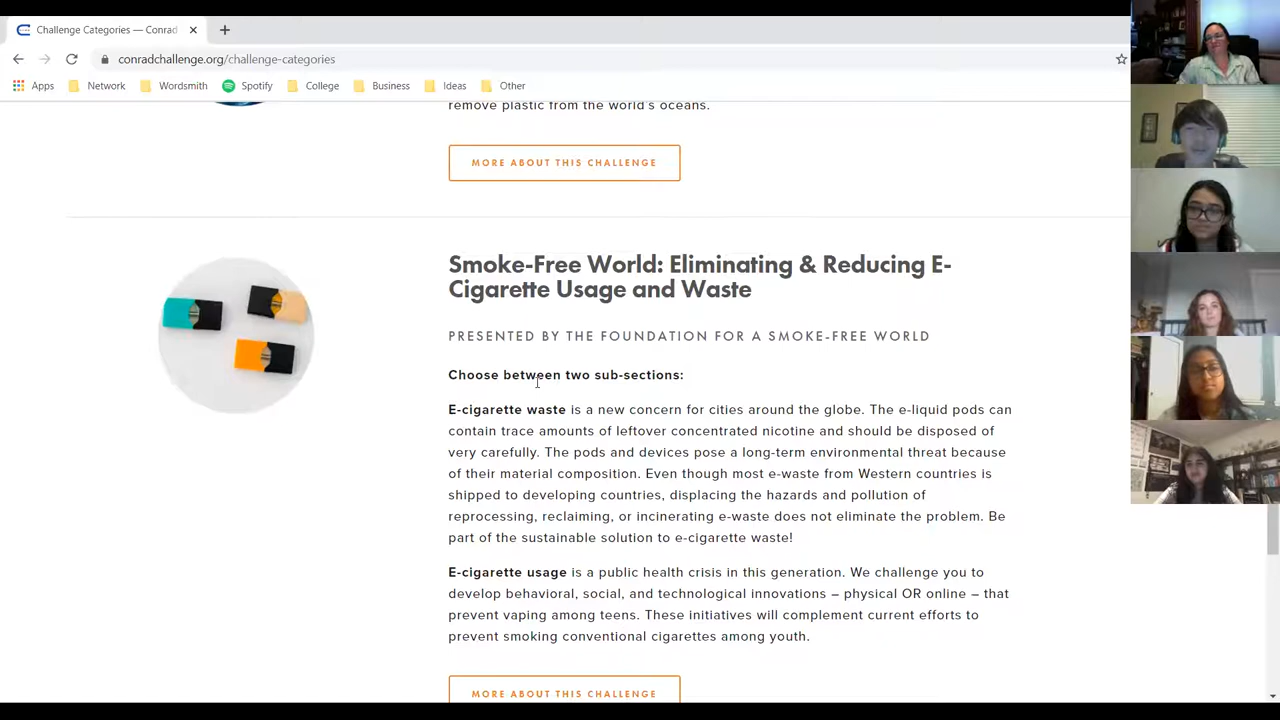 Challenge Categories — Conrad
conradchallenge.org/challenge-categories
Apps Network Wordsmith Spotify College Business Ideas Other
remove plastic from the world's oceans.
MORE ABOUT THIS CHALLENGE
Smoke-Free World: Eliminating & Reducing E-
Cigarette Usage and Waste
PRESENTED BY THE FOUNDATION FOR A SMOKE-FREE WORLD
Choose between two sub-sections:
E-cigarette waste is a new concern for cities around the globe. The e-liquid pods can
contain trace amounts of leftover concentrated nicotine and should be disposed of
very carefully. The pods and devices pose a long-term environmental threat because
of their material composition. Even though most e-waste from Western countries is
shipped to developing countries, displacing the hazards and pollution of
reprocessing, reclaiming, or incinerating e-waste does not eliminate the problem. Be
part of the sustainable solution to e-cigarette waste!
E-cigarette usage is a public health crisis in this generation. We challenge you to
develop behavioral, social, and technological innovations – physical OR online – that
prevent vaping among teens. These initiatives will complement current efforts to
prevent smoking conventional cigarettes among youth.
MORE ABOUT THIS CHALLENGE